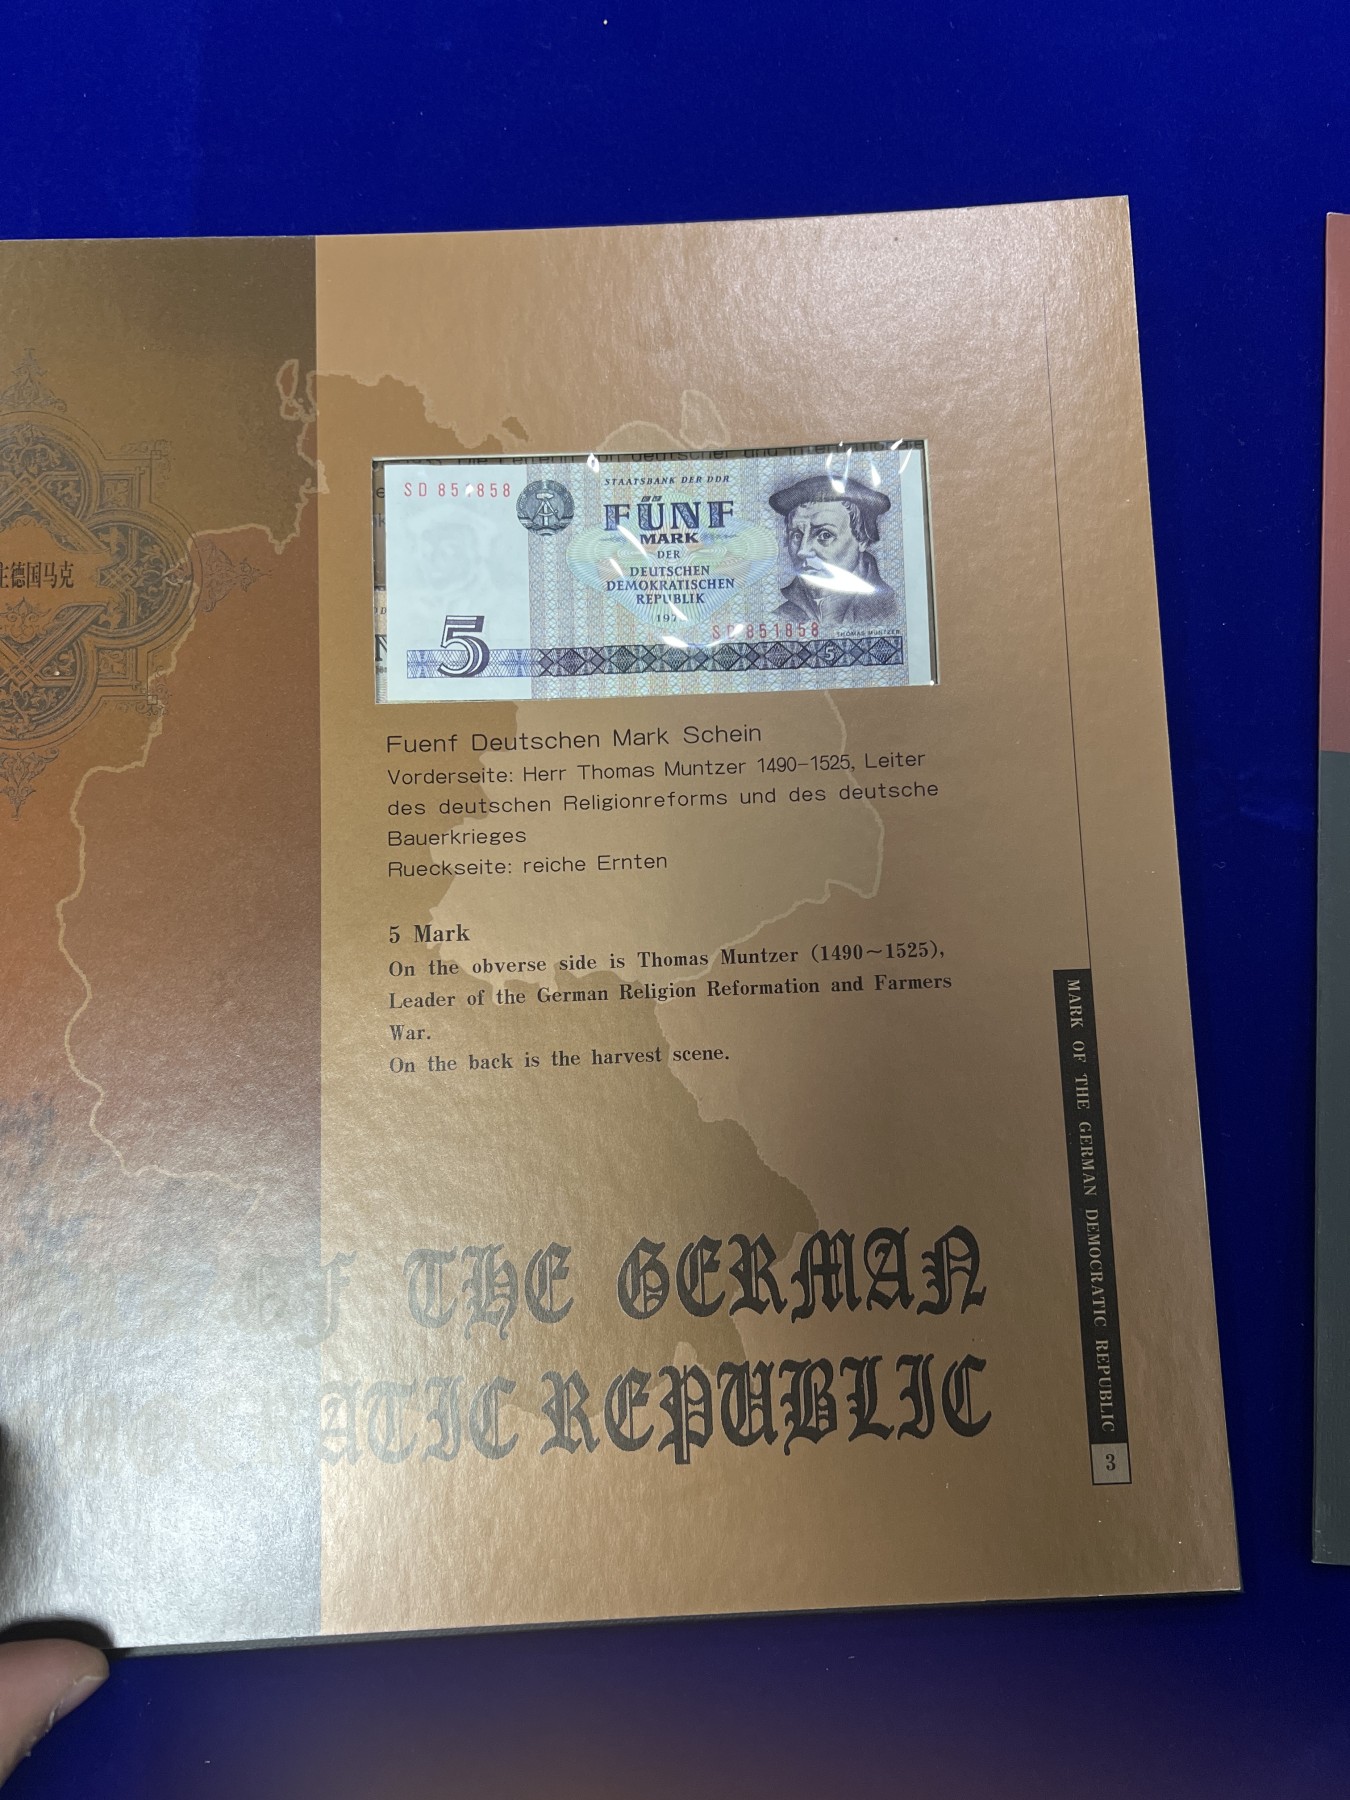 主德国马克
SD 851858
STAATSBANK DER DDR
FÜNF
MARK
DER
DEUTSCHEN
DEMOKRATISCHEN
REPUBLIK
SD 851858
THOMAS MÜNTZER
5
5
Fuenf Deutschen Mark Schein
Vorderseite: Herr Thomas Muntzer 1490-1525, Leiter
des deutschen Religionreforms und des deutsche
Bauerkrieges
Rueckseite: reiche Ernten
5 Mark
On the obverse side is Thomas Muntzer (1490~1525),
Leader of the German Religion Reformation and Farmers
War.
On the back is the harvest scene.
OF THE GERMAN
ATIC REPUBLIC
MARK OF THE GERMAN DEMOCRATIC REPUBLIC
3